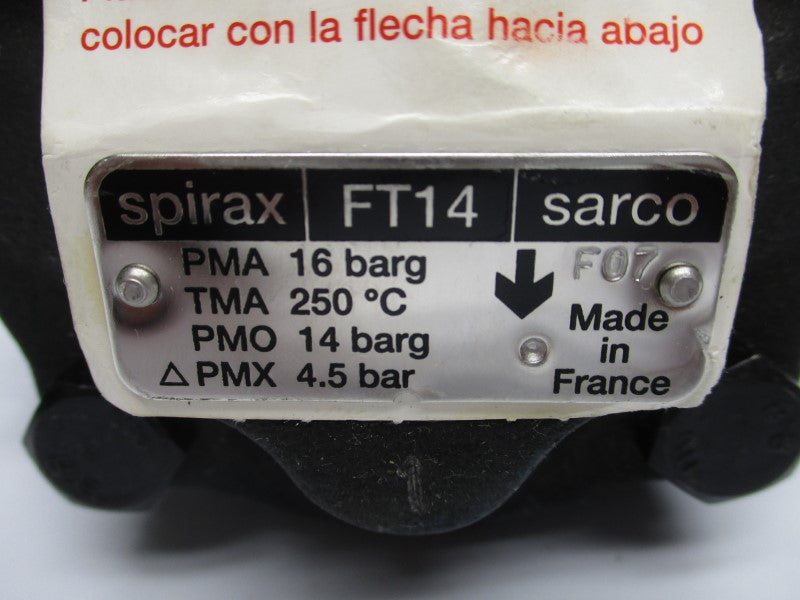 colocar con la flecha hacia abajo
spirax FT14 sarco
PMA 16 barg
TMA 250 °C
PMO 14 barg
△ PMX 4.5 bar
F07
Made
in
France